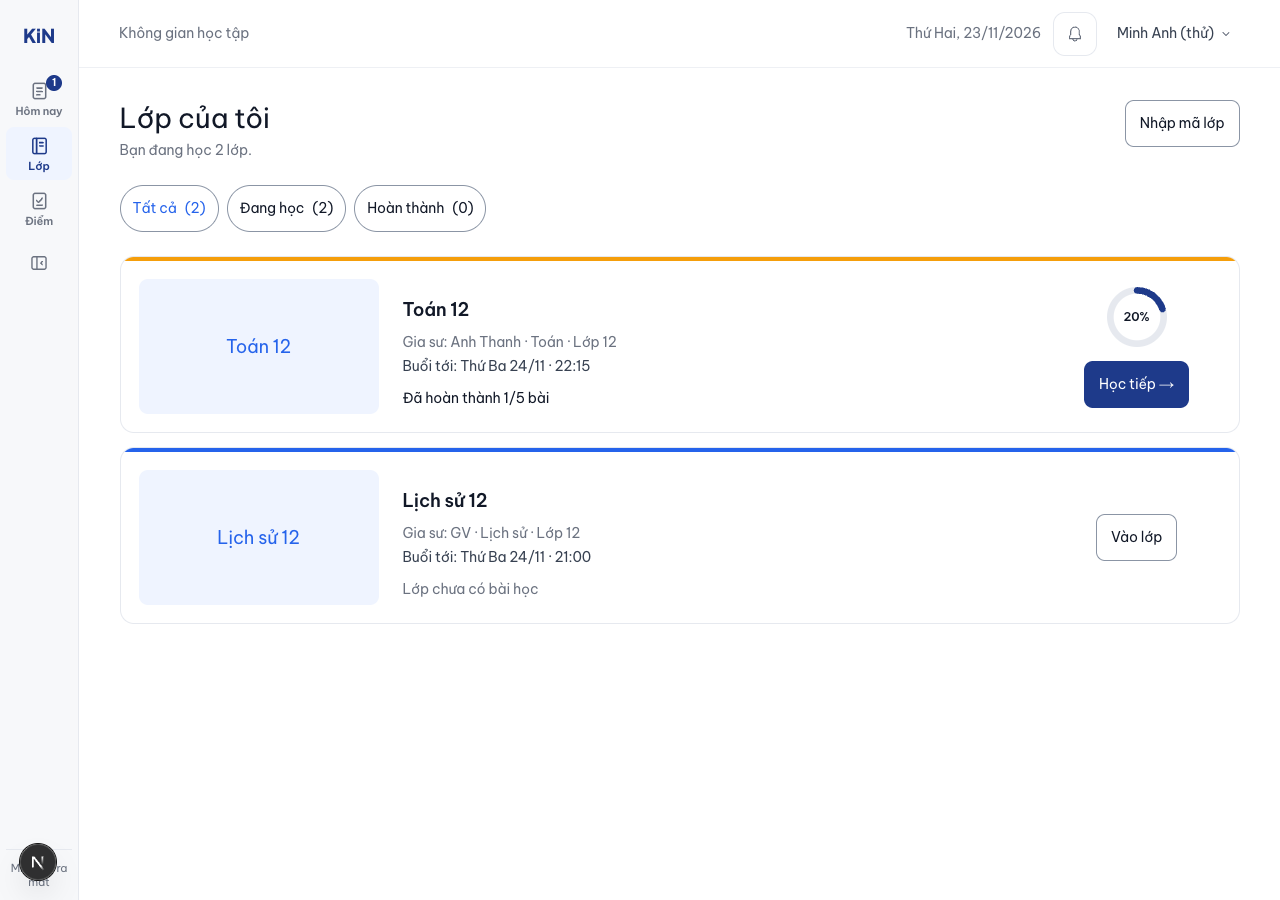 KiN
Không gian học tập
Thứ Hai, 23/11/2026
Minh Anh (thử)
1
Hôm nay
Lớp
Điểm
Lớp của tôi
Bạn đang học 2 lớp.
Nhập mã lớp
Tất cả (2)
Đang học (2)
Hoàn thành (0)
Toán 12
Toán 12
Gia sư: Anh Thanh · Toán · Lớp 12
Buổi tới: Thứ Ba 24/11 · 22:15
Đã hoàn thành 1/5 bài
20%
Học tiếp →
Lịch sử 12
Lịch sử 12
Gia sư: GV · Lịch sử · Lớp 12
Buổi tới: Thứ Ba 24/11 · 21:00
Lớp chưa có bài học
Vào lớp
N
mắt